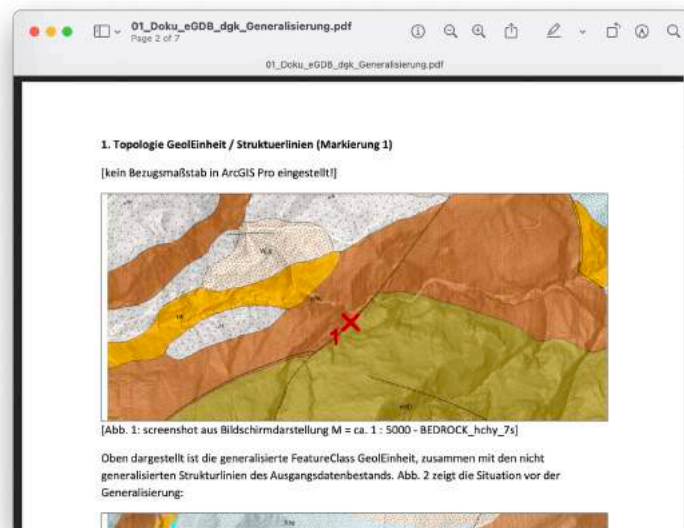 01_Doku_eGDB_dgk_Generalisierung.pdf
Page 2 of 7
01_Doku_eGDB_dgk_Generalisierung.pdf
1. Topologie GeolEinheit / Struktuerlinien (Markierung 1)
[kein Bezugsmaßstab in ArcGIS Pro eingestellt!]
1
[Abb. 1: screenshot aus Bildschirmdarstellung M = ca. 1 : 5000 - BEDROCK_hchy_7s]
Oben dargestellt ist die generalisierte FeatureClass GeolEinheit, zusammen mit den nicht
generalisierten Strukturlinien des Ausgangsdatenbestands. Abb. 2 zeigt die Situation vor der
Generalisierung: